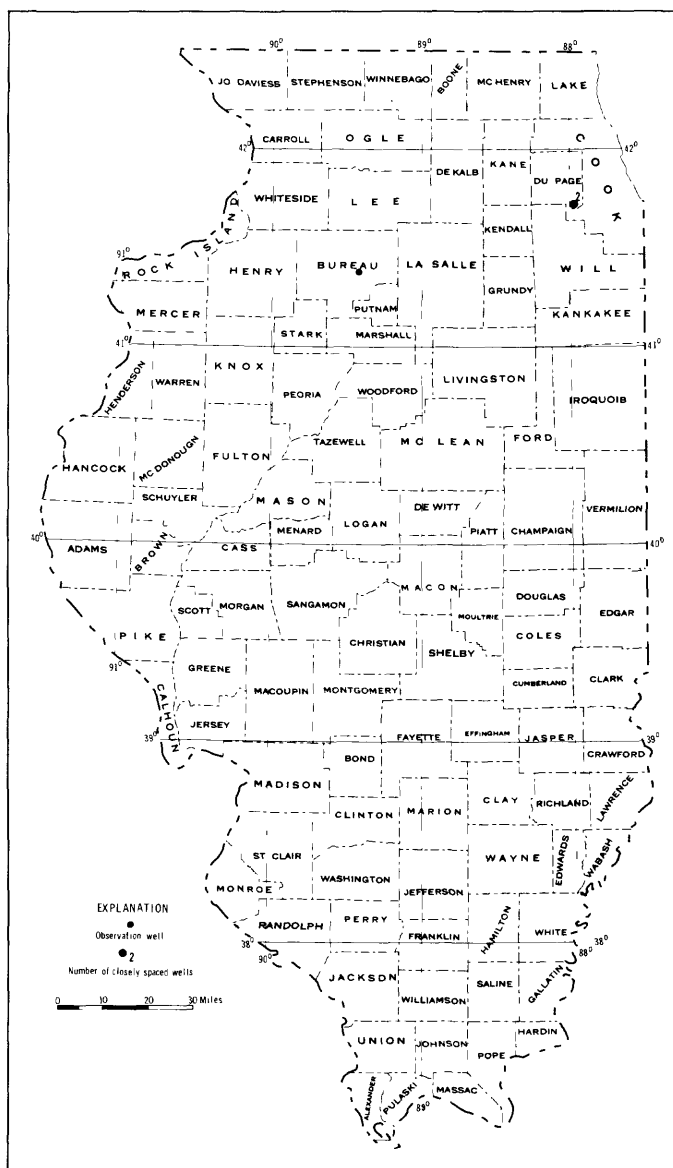 90° 89° 88°
JO DAVIESS STEPHENSON WINNEBAGO BOONE MC HENRY LAKE
CARROLL OGLE DE KALB KANE COOK
42° 42°
DU PAGE
2
WHITESIDE LEE
KENDALL
91°
ROCK ISLAND HENRY BUREAU LA SALLE WILL
GRUNDY
PUTNAM
MERCER KANKAKEE
STARK MARSHALL
41° 41°
KNOX
HENDERSON WARREN PEORIA WOODFORD LIVINGSTON IROQUOIB
TAZEWELL MC LEAN FORD
HANCOCK MCDONOUGH FULTON
SCHUYLER MASON
LOGAN DE WITT VERMILION
MENARD PIATT CHAMPAIGN
40° 40°
ADAMS BROWN CASS
MACON
SCOTT MORGAN SANGAMON DOUGLAS EDGAR
MOULTRIE
PIKE CHRISTIAN COLES
SHELBY
91°
GREENE CUMBERLAND CLARK
MACOUPIN MONTGOMERY
CALHOUN
JERSEY FAYETTE EFFINGHAM JASPER
39° 39°
BOND CRAWFORD
MADISON CLAY RICHLAND LAWRENCE
CLINTON MARION
ST CLAIR WAYNE EDWARDS WABASH
WASHINGTON
MONROE JEFFERSON
EXPLANATION
Observation well
2
Number of closely spaced wells
RANDOLPH PERRY HAMILTON WHITE
FRANKLIN
38° 88° 38°
90°
JACKSON SALINE GALLATIN
WILLIAMSON
0 10 20 30 Miles
UNION JOHNSON HARDIN
POPE
ALEXANDER PULASKI MASSAC
89°